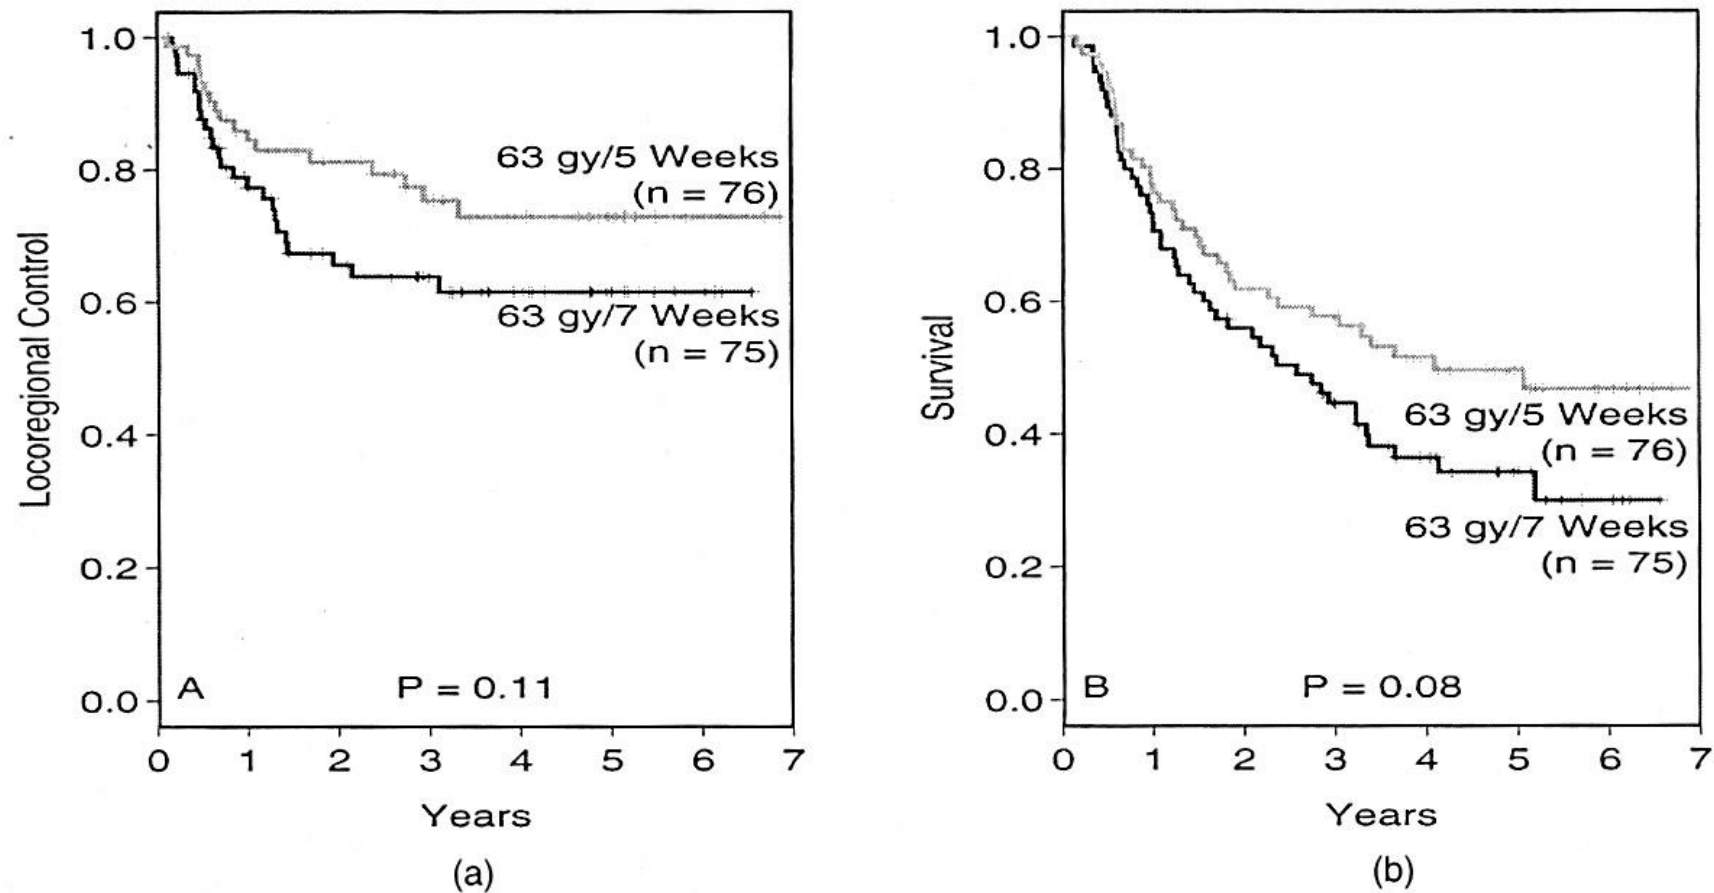 1.0
0.8
0.6
0.4
0.2
0.0
Locoregional Control
63 gy/5 Weeks
(n = 76)
63 gy/7 Weeks
(n = 75)
A P = 0.11
0 1 2 3 4 5 6 7
Years
(a)
1.0
0.8
0.6
0.4
0.2
0.0
Survival
63 gy/5 Weeks
(n = 76)
63 gy/7 Weeks
(n = 75)
B P = 0.08
0 1 2 3 4 5 6 7
Years
(b)